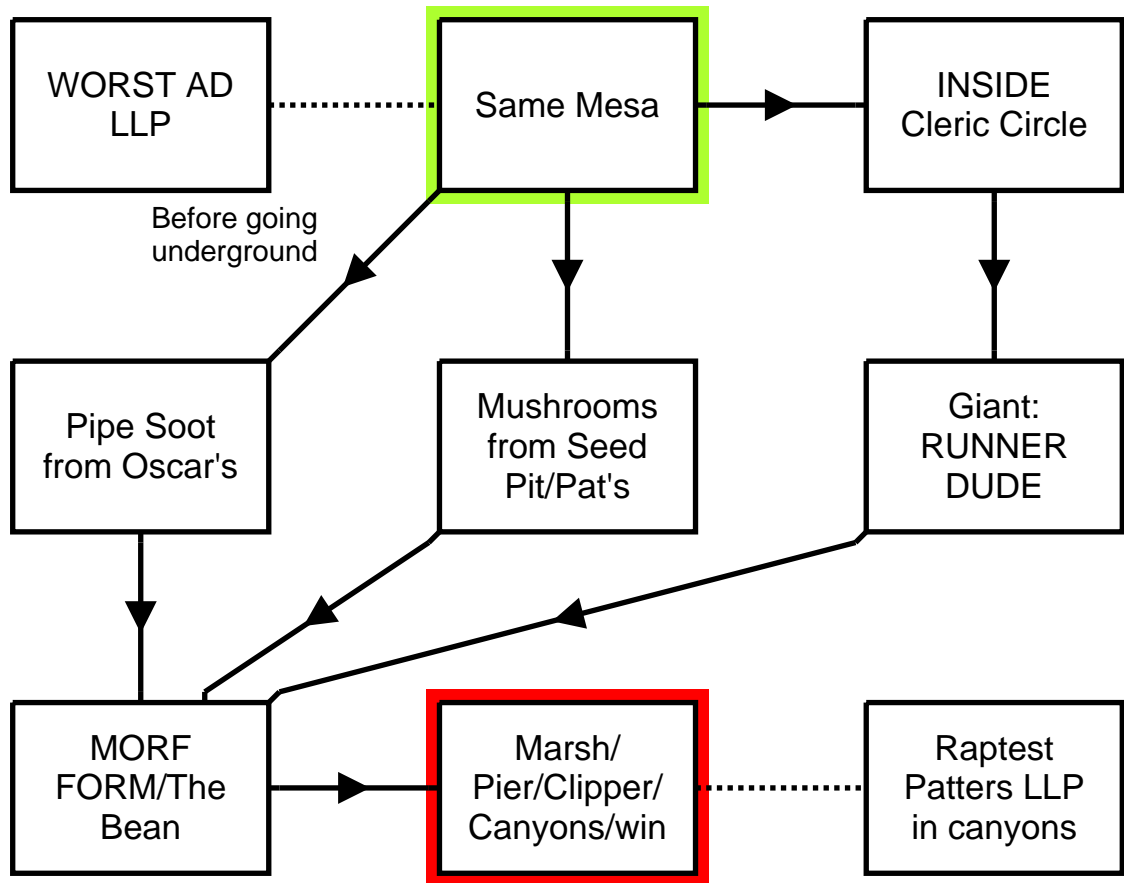 WORST AD
LLP
Same Mesa
INSIDE
Cleric Circle
Before going
underground
Pipe Soot
from Oscar's
Mushrooms
from Seed
Pit/Pat's
Giant:
RUNNER
DUDE
MORF
FORM/The
Bean
Marsh/
Pier/Clipper/
Canyons/win
Raptest
Patters LLP
in canyons